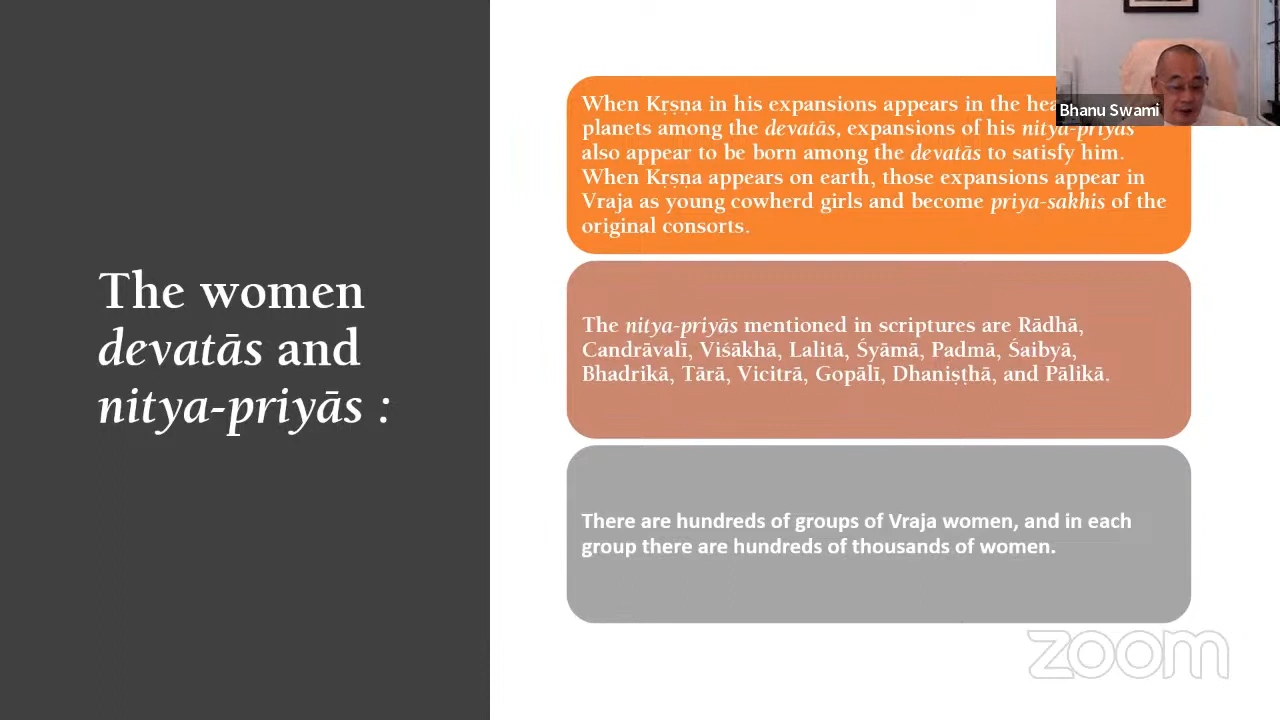 The women
devatās and
nitya-priyās :
When Kṛṣṇa in his expansions appears in the
planets among the devatās, expansions of his nitya-priyās
also appear to be born among the devatās to satisfy him.
When Kṛṣṇa appears on earth, those expansions appear in
Vraja as young cowherd girls and become priya-sakhis of the
original consorts.
The nitya-priyās mentioned in scriptures are Rādhā,
Candrāvalī, Viśākhā, Lalitā, Śyāmā, Padmā, Śaibyā,
Bhadrikā, Tārā, Vicitrā, Gopālī, Dhaniṣṭhā, and Pālikā.
There are hundreds of groups of Vraja women, and in each
group there are hundreds of thousands of women.
Bhanu Swami
zoom